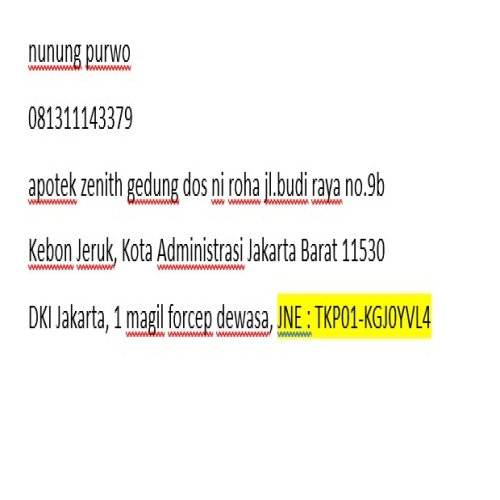 nunung purwo
081311143379
apotek zenith gedung dos ni roha jl.budi raya no.9b
Kebon Jeruk, Kota Administrasi Jakarta Barat 11530
DKI Jakarta, 1 magil forcep dewasa, JNE : TKP01-KGJ0YVL4